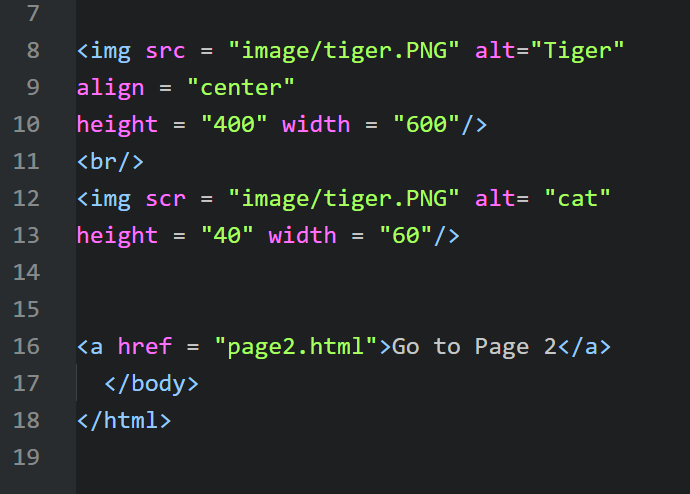 7
8 <img src = "image/tiger.PNG" alt="Tiger"
9 align = "center"
10 height = "400" width = "600"/>
11 <br/>
12 <img scr = "image/tiger.PNG" alt= "cat"
13 height = "40" width = "60"/>
14
15
16 <a href = "page2.html">Go to Page 2</a>
17 </body>
18 </html>
19